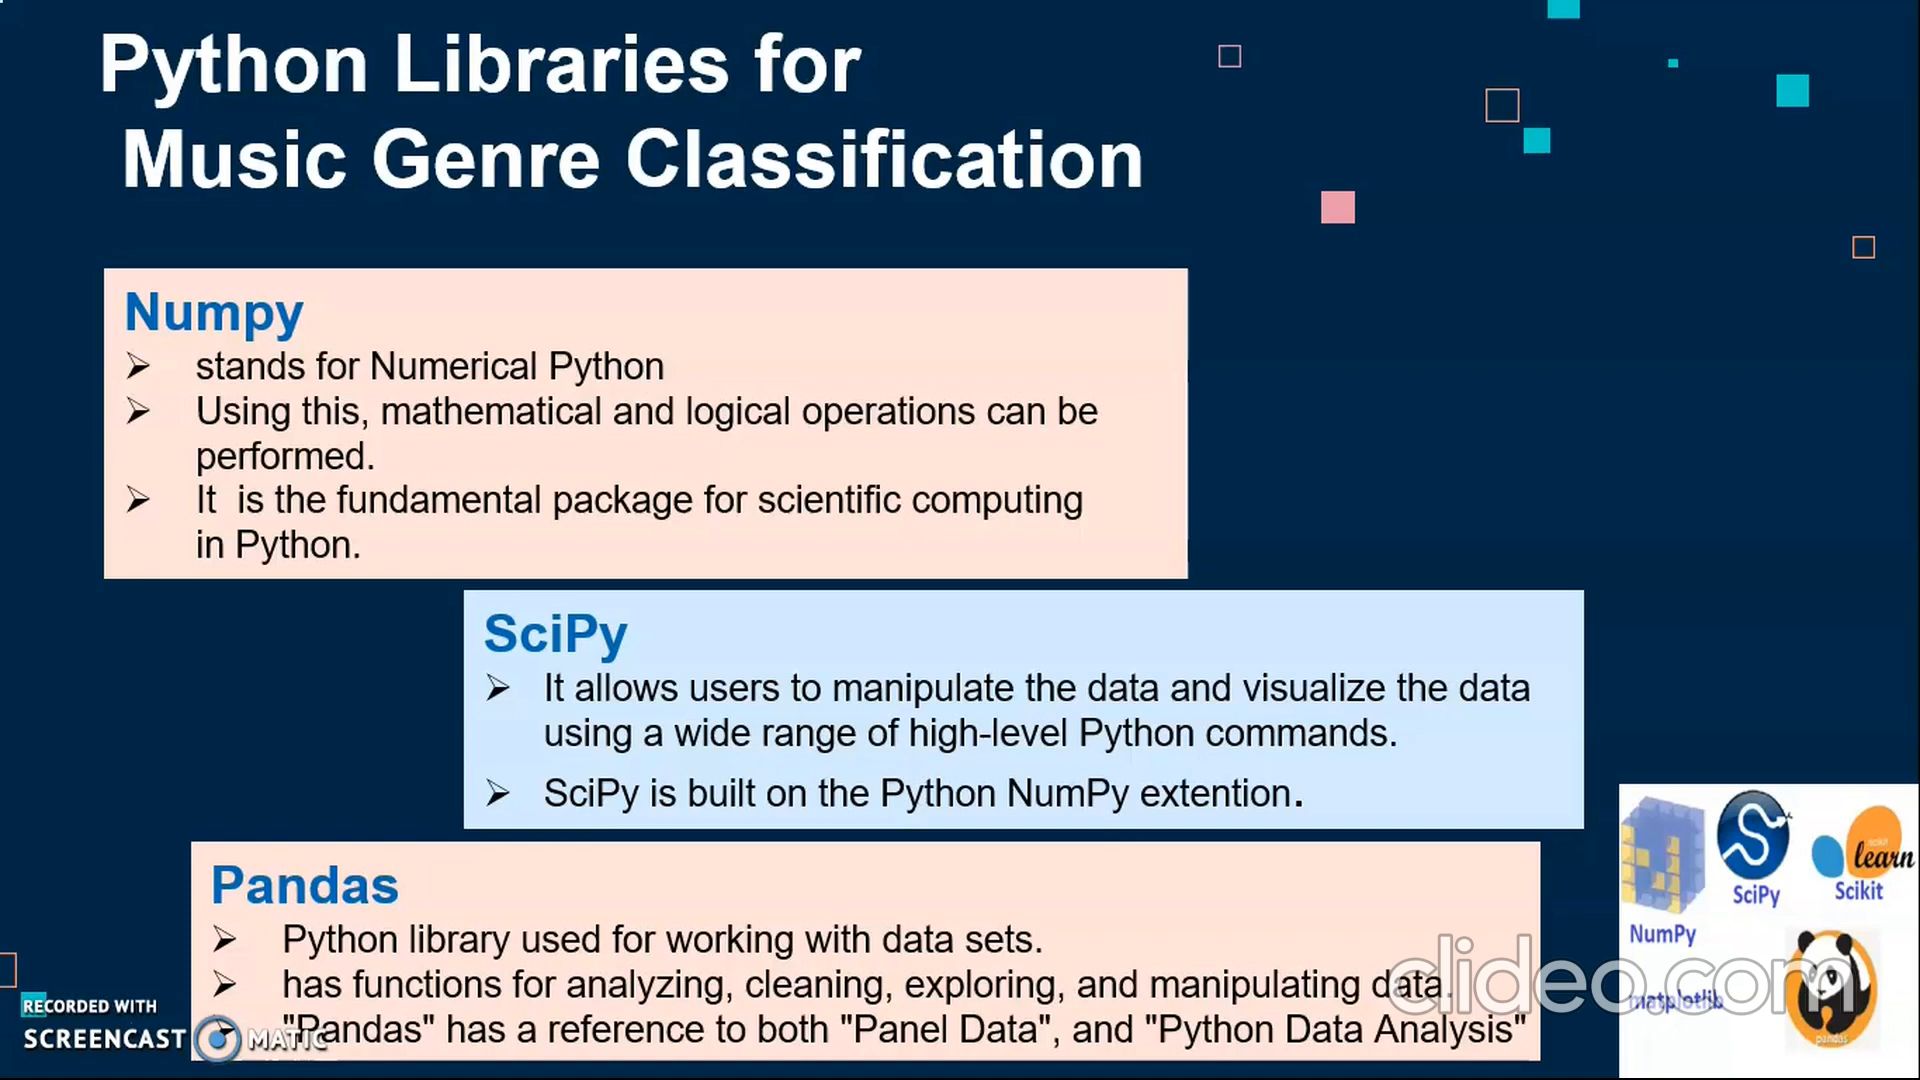 Python Libraries for
Music Genre Classification
Numpy
➢ stands for Numerical Python
➢ Using this, mathematical and logical operations can be
performed.
➢ It is the fundamental package for scientific computing
in Python.
SciPy
➢ It allows users to manipulate the data and visualize the data
using a wide range of high-level Python commands.
➢ SciPy is built on the Python NumPy extention.
Pandas
➢ Python library used for working with data sets.
➢ has functions for analyzing, cleaning, exploring, and manipulating data.
➢ "Pandas" has a reference to both "Panel Data", and "Python Data Analysis"
SciPy
scikit
learn
Scikit
NumPy
matplotlib
pandas
clideo.com
RECORDED WITH
SCREENCAST MATIC